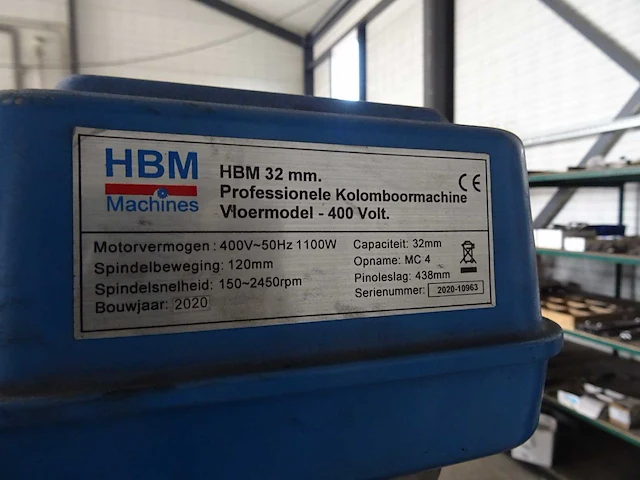 HBM
Machines
HBM 32 mm.
Professionele Kolomboormachine
Vloermodel - 400 Volt.
CE
Motorvermogen : 400V~50Hz 1100W
Spindelbeweging: 120mm
Spindelsnelheid: 150~2450rpm
Bouwjaar: 2020
Capaciteit: 32mm
Opname: MC 4
Pinoleslag: 438mm
Serienummer: 2020-10963